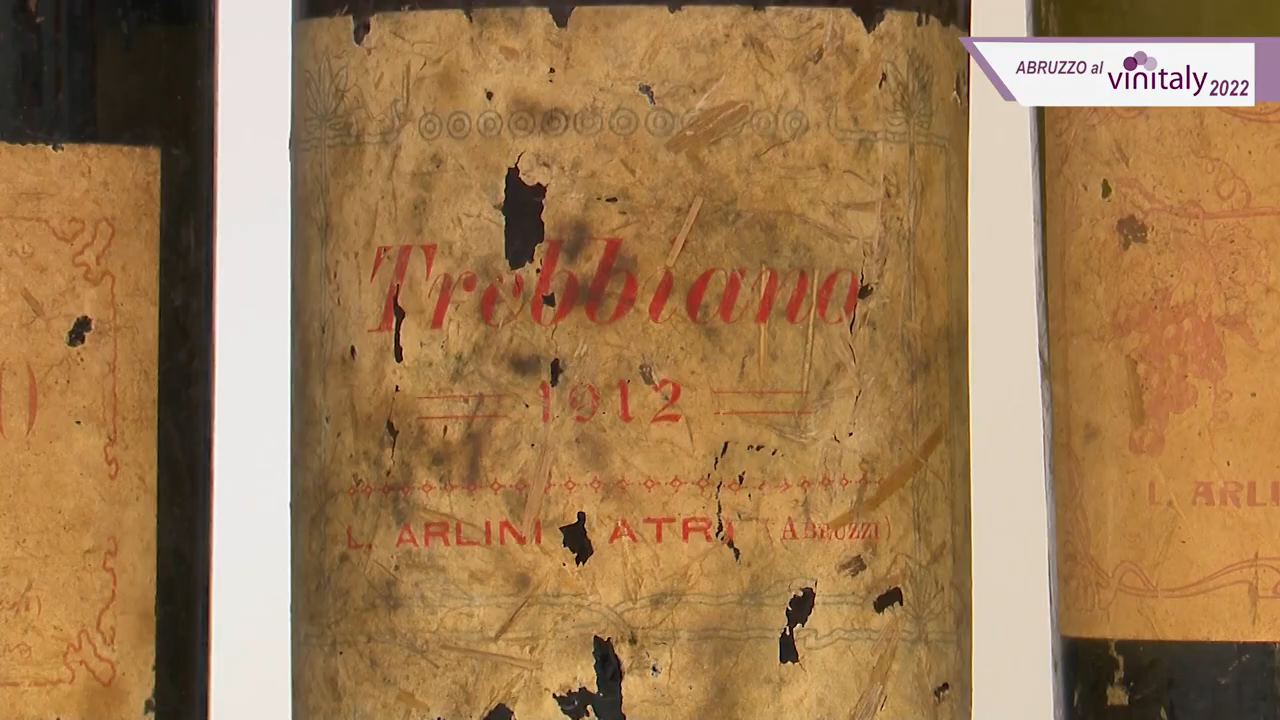 ABRUZZO al vinitaly 2022
Trebbiano
1912
L. ARLINI ATRI (ABRUZZI)
L. ARLI